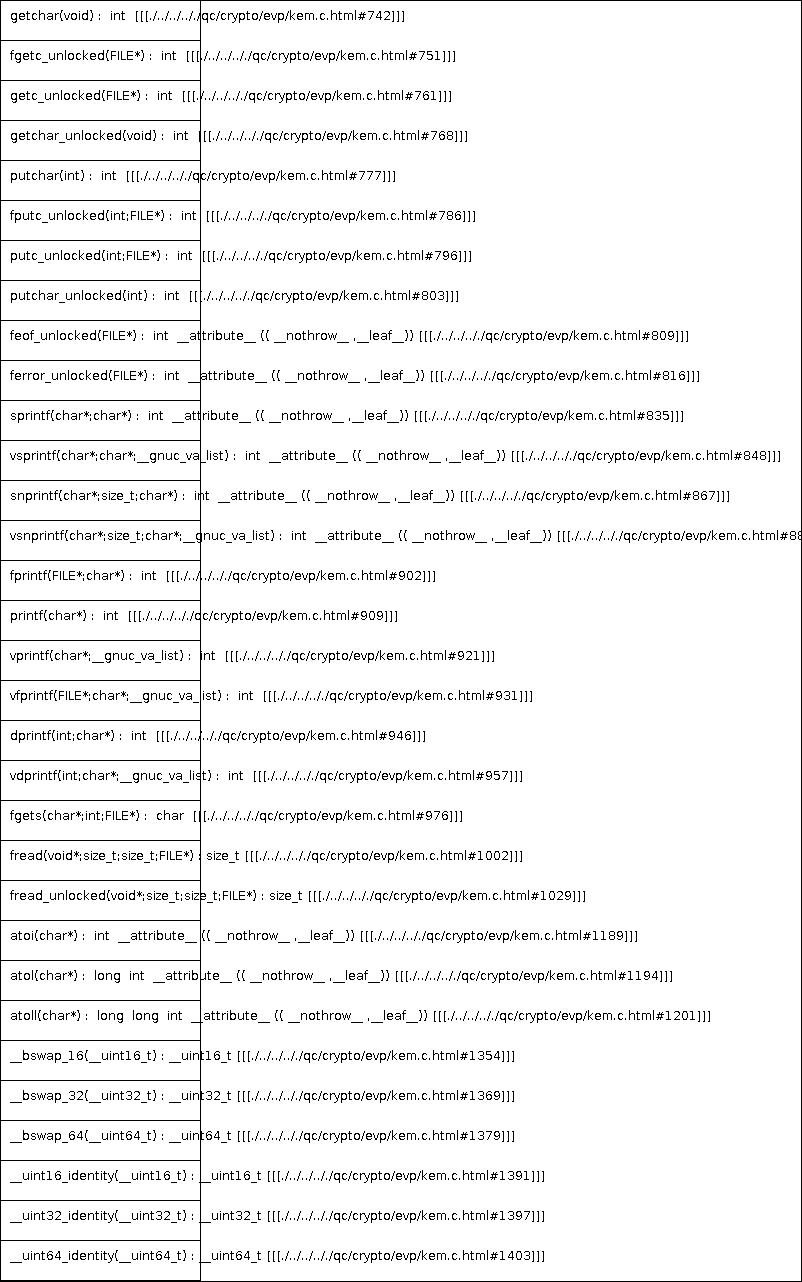 getchar(void) : int [[[./../../../../qc/crypto/evp/kem.c.html#742]]]
fgetc_unlocked(FILE*) : int [[[./../../../../qc/crypto/evp/kem.c.html#751]]]
getc_unlocked(FILE*) : int [[[./../../../../qc/crypto/evp/kem.c.html#761]]]
getchar_unlocked(void) : int [[[./../../../../qc/crypto/evp/kem.c.html#768]]]
putchar(int) : int [[[./../../../../qc/crypto/evp/kem.c.html#777]]]
fputc_unlocked(int;FILE*) : int [[[./../../../../qc/crypto/evp/kem.c.html#786]]]
putc_unlocked(int;FILE*) : int [[[./../../../../qc/crypto/evp/kem.c.html#796]]]
putchar_unlocked(int) : int [[[./../../../../qc/crypto/evp/kem.c.html#803]]]
feof_unlocked(FILE*) : int __attribute__ (( __nothrow__ ,__leaf__)) [[[./../../../../qc/crypto/evp/kem.c.html#809]]]
ferror_unlocked(FILE*) : int __attribute__ (( __nothrow__ ,__leaf__)) [[[./../../../../qc/crypto/evp/kem.c.html#816]]]
sprintf(char*;char*) : int __attribute__ (( __nothrow__ ,__leaf__)) [[[./../../../../qc/crypto/evp/kem.c.html#835]]]
vsprintf(char*;char*;__gnuc_va_list) : int __attribute__ (( __nothrow__ ,__leaf__)) [[[./../../../../qc/crypto/evp/kem.c.html#848]]]
snprintf(char*;size_t;char*) : int __attribute__ (( __nothrow__ ,__leaf__)) [[[./../../../../qc/crypto/evp/kem.c.html#867]]]
vsnprintf(char*;size_t;char*;__gnuc_va_list) : int __attribute__ (( __nothrow__ ,__leaf__)) [[[./../../../../qc/crypto/evp/kem.c.html#88
fprintf(FILE*;char*) : int [[[./../../../../qc/crypto/evp/kem.c.html#902]]]
printf(char*) : int [[[./../../../../qc/crypto/evp/kem.c.html#909]]]
vprintf(char*;__gnuc_va_list) : int [[[./../../../../qc/crypto/evp/kem.c.html#921]]]
vfprintf(FILE*;char*;__gnuc_va_list) : int [[[./../../../../qc/crypto/evp/kem.c.html#931]]]
dprintf(int;char*) : int [[[./../../../../qc/crypto/evp/kem.c.html#946]]]
vdprintf(int;char*;__gnuc_va_list) : int [[[./../../../../qc/crypto/evp/kem.c.html#957]]]
fgets(char*;int;FILE*) : char [[[./../../../../qc/crypto/evp/kem.c.html#976]]]
fread(void*;size_t;size_t;FILE*) : size_t [[[./../../../../qc/crypto/evp/kem.c.html#1002]]]
fread_unlocked(void*;size_t;size_t;FILE*) : size_t [[[./../../../../qc/crypto/evp/kem.c.html#1029]]]
atoi(char*) : int __attribute__ (( __nothrow__ ,__leaf__)) [[[./../../../../qc/crypto/evp/kem.c.html#1189]]]
atol(char*) : long int __attribute__ (( __nothrow__ ,__leaf__)) [[[./../../../../qc/crypto/evp/kem.c.html#1194]]]
atoll(char*) : long long int __attribute__ (( __nothrow__ ,__leaf__)) [[[./../../../../qc/crypto/evp/kem.c.html#1201]]]
__bswap_16(__uint16_t) : __uint16_t [[[./../../../../qc/crypto/evp/kem.c.html#1354]]]
__bswap_32(__uint32_t) : __uint32_t [[[./../../../../qc/crypto/evp/kem.c.html#1369]]]
__bswap_64(__uint64_t) : __uint64_t [[[./../../../../qc/crypto/evp/kem.c.html#1379]]]
__uint16_identity(__uint16_t) : __uint16_t [[[./../../../../qc/crypto/evp/kem.c.html#1391]]]
__uint32_identity(__uint32_t) : __uint32_t [[[./../../../../qc/crypto/evp/kem.c.html#1397]]]
__uint64_identity(__uint64_t) : __uint64_t [[[./../../../../qc/crypto/evp/kem.c.html#1403]]]